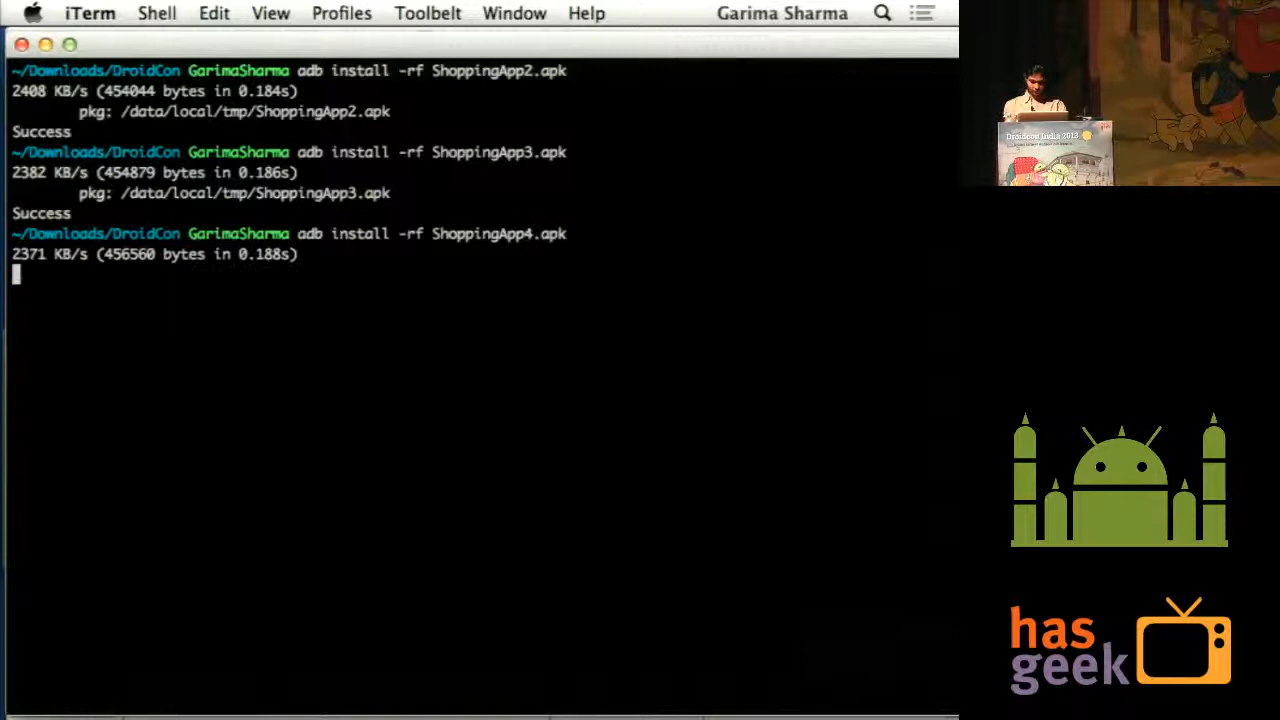 iTerm Shell Edit View Profiles Toolbelt Window Help Garima Sharma
~/Downloads/DroidCon GarimaSharma adb install -rf ShoppingApp2.apk
2408 KB/s (454044 bytes in 0.184s)
pkg: /data/local/tmp/ShoppingApp2.apk
Success
~/Downloads/DroidCon GarimaSharma adb install -rf ShoppingApp3.apk
2382 KB/s (454879 bytes in 0.186s)
pkg: /data/local/tmp/ShoppingApp3.apk
Success
~/Downloads/DroidCon GarimaSharma adb install -rf ShoppingApp4.apk
2371 KB/s (456560 bytes in 0.188s)
Droidcon India 2013
has
geek